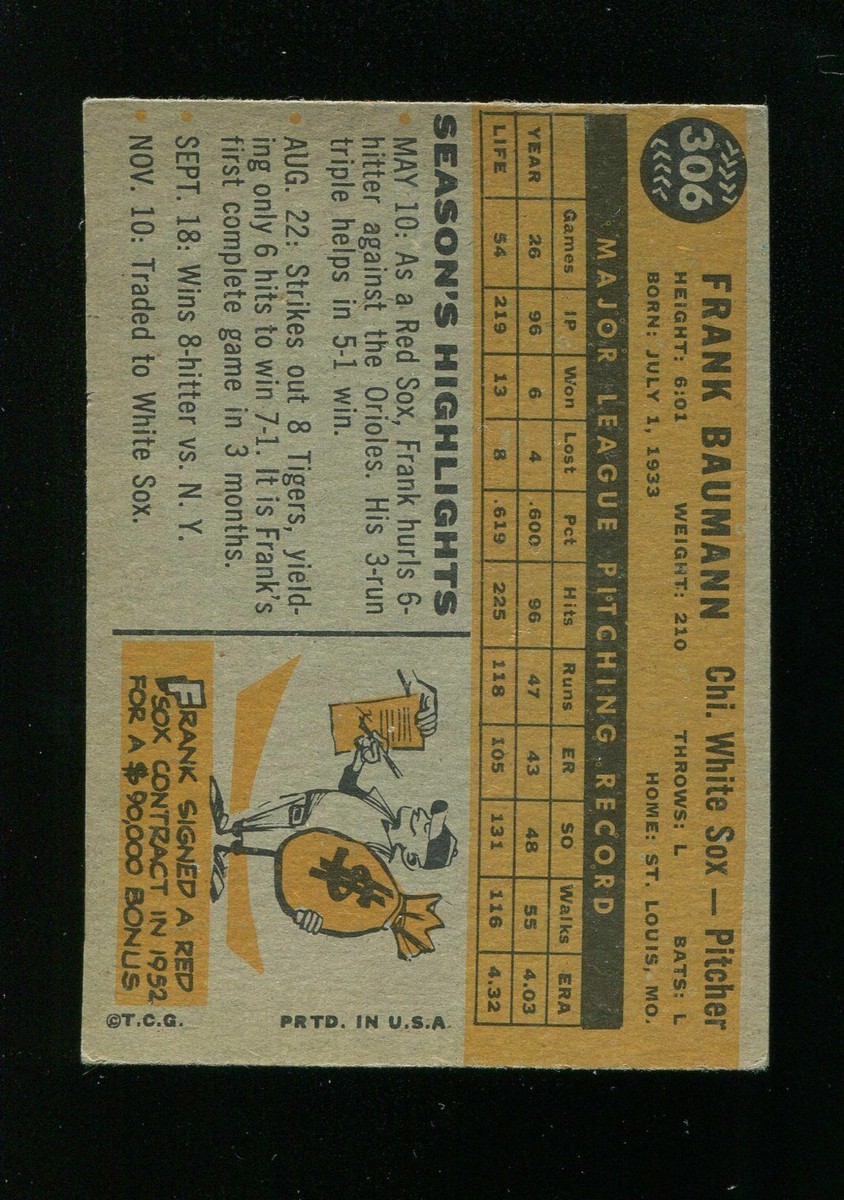 306
FRANK BAUMANN Chi. White Sox — Pitcher
HEIGHT: 6:01 WEIGHT: 210 THROWS: L BATS: L
BORN: JULY 1, 1933 HOME: ST. LOUIS, MO.
MAJOR LEAGUE PITCHING RECORD
Games IP Won Lost Pct Hits Runs ER SO Walks ERA
YEAR 26 96 6 4 .600 96 47 43 48 55 4.03
LIFE 54 219 13 8 .619 225 118 105 131 116 4.32
SEASON'S HIGHLIGHTS
• MAY 10: As a Red Sox, Frank hurls 6-
hitter against the Orioles. His 3-run
triple helps in 5-1 win.
• AUG. 22: Strikes out 8 Tigers, yield-
ing only 6 hits to win 7-1. It is Frank's
first complete game in 3 months.
• SEPT. 18: Wins 8-hitter vs. N. Y.
• NOV. 10: Traded to White Sox.
$
FRANK SIGNED A RED
SOX CONTRACT IN 1952
FOR A $90,000 BONUS
©T.C.G. PRTD. IN U.S.A.